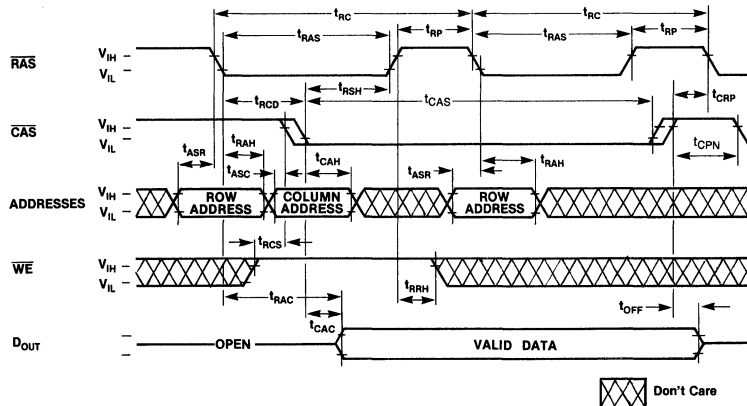 tRC tRC
tRAS tRP tRAS tRP
RAS VIH
VIL
tRCD tRSH tCAS tCRP
CAS VIH
VIL
tASR tRAH tASC tCAH tASR tRAH tCPN
ADDRESSES VIH
VIL
ROW ADDRESS COLUMN ADDRESS ROW ADDRESS
tRCS
WE VIH
VIL
tRAC tRRH tOFF
tCAC
DOUT OPEN VALID DATA
Don't Care